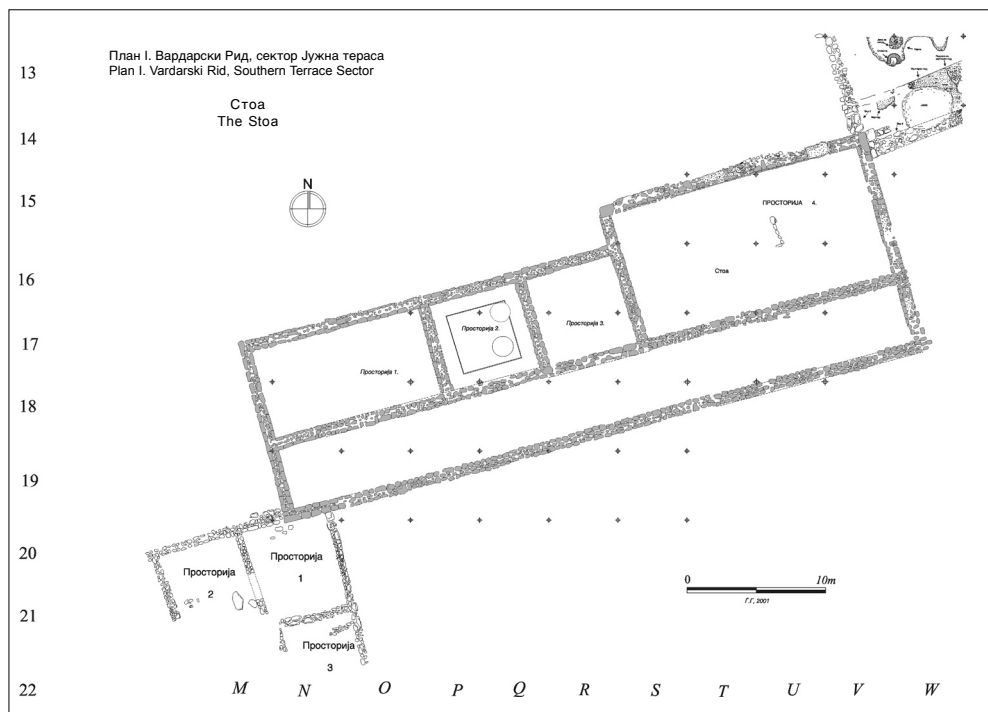 План I. Вардарски Рид, сектор Јужна тераса
Plan I. Vardarski Rid, Southern Terrace Sector
Стоа
The Stoa
N
13
14
15
16
17
18
19
20
21
22
ПРОСТОРИЈА 4.
Стоа
Просторија 3.
Просторија 2.
Просторија 1.
Просторија
1
Просторија
2
Просторија
3
0 10m
Г.Г, 2001
M N O P Q R S T U V W